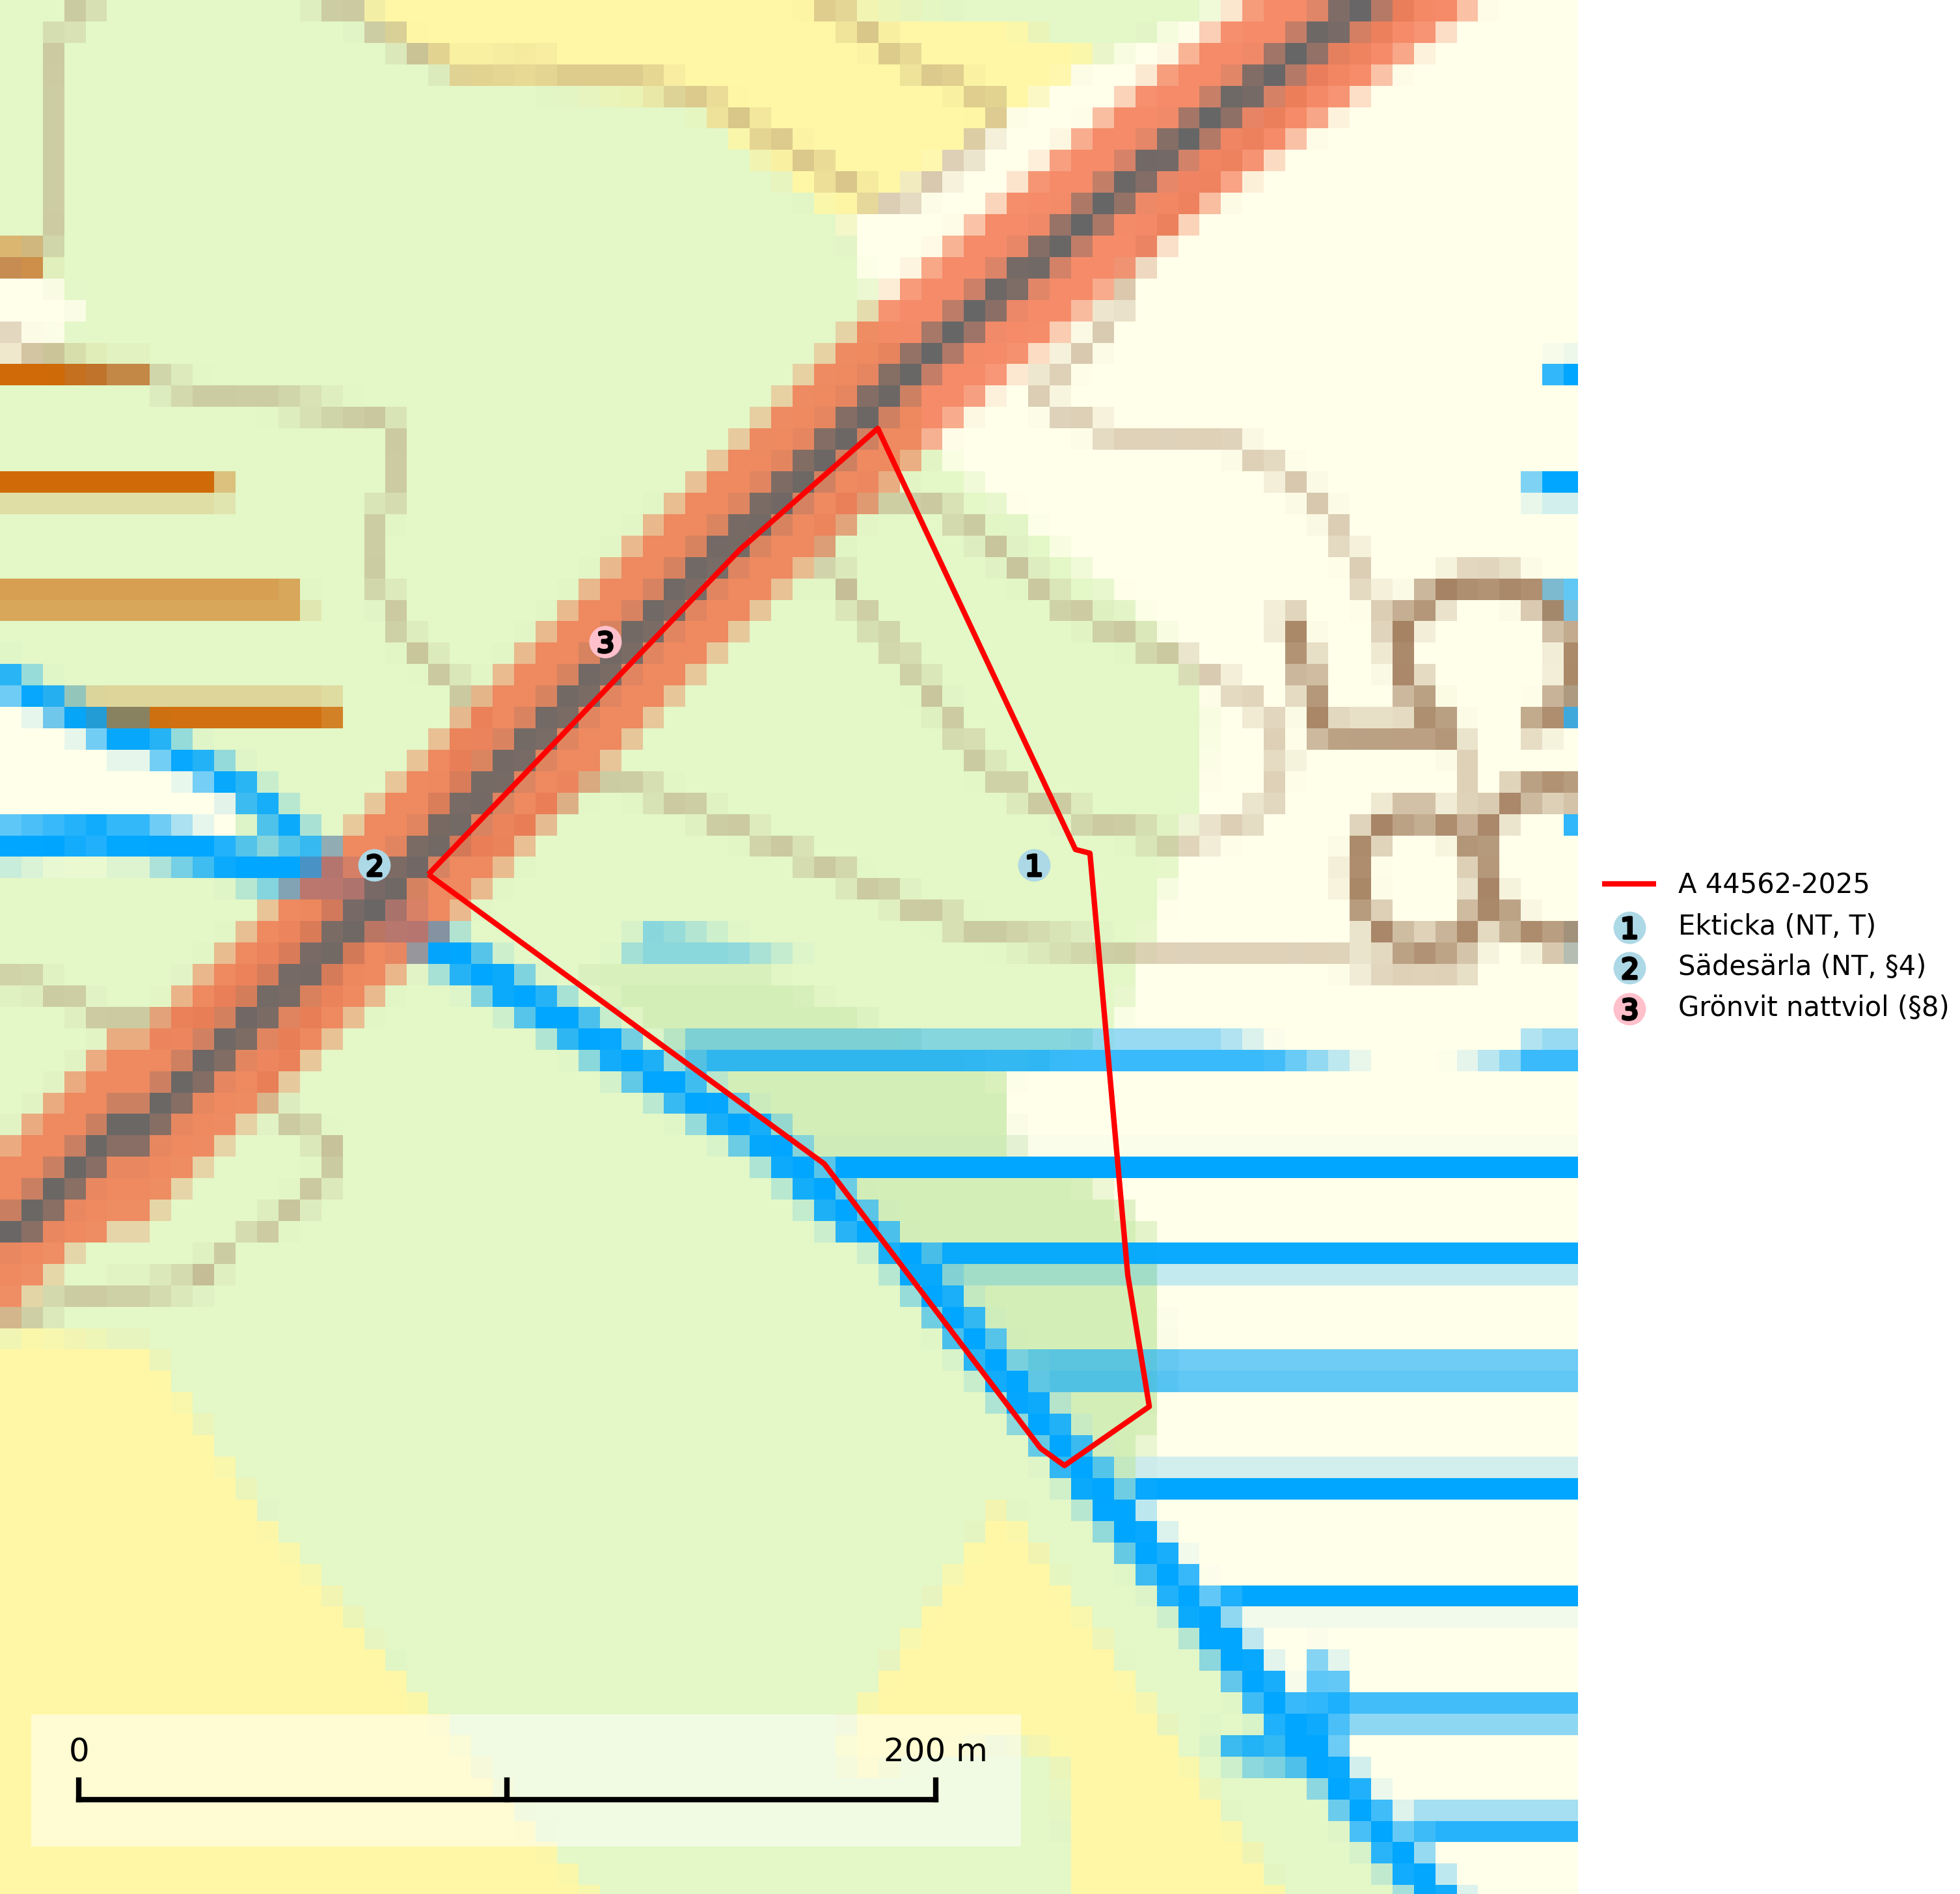 3
2
1
A 44562-2025
1 Ekticka (NT, T)
2 Sädesärla (NT, §4)
3 Grönvit nattviol (§8)
0 200 m